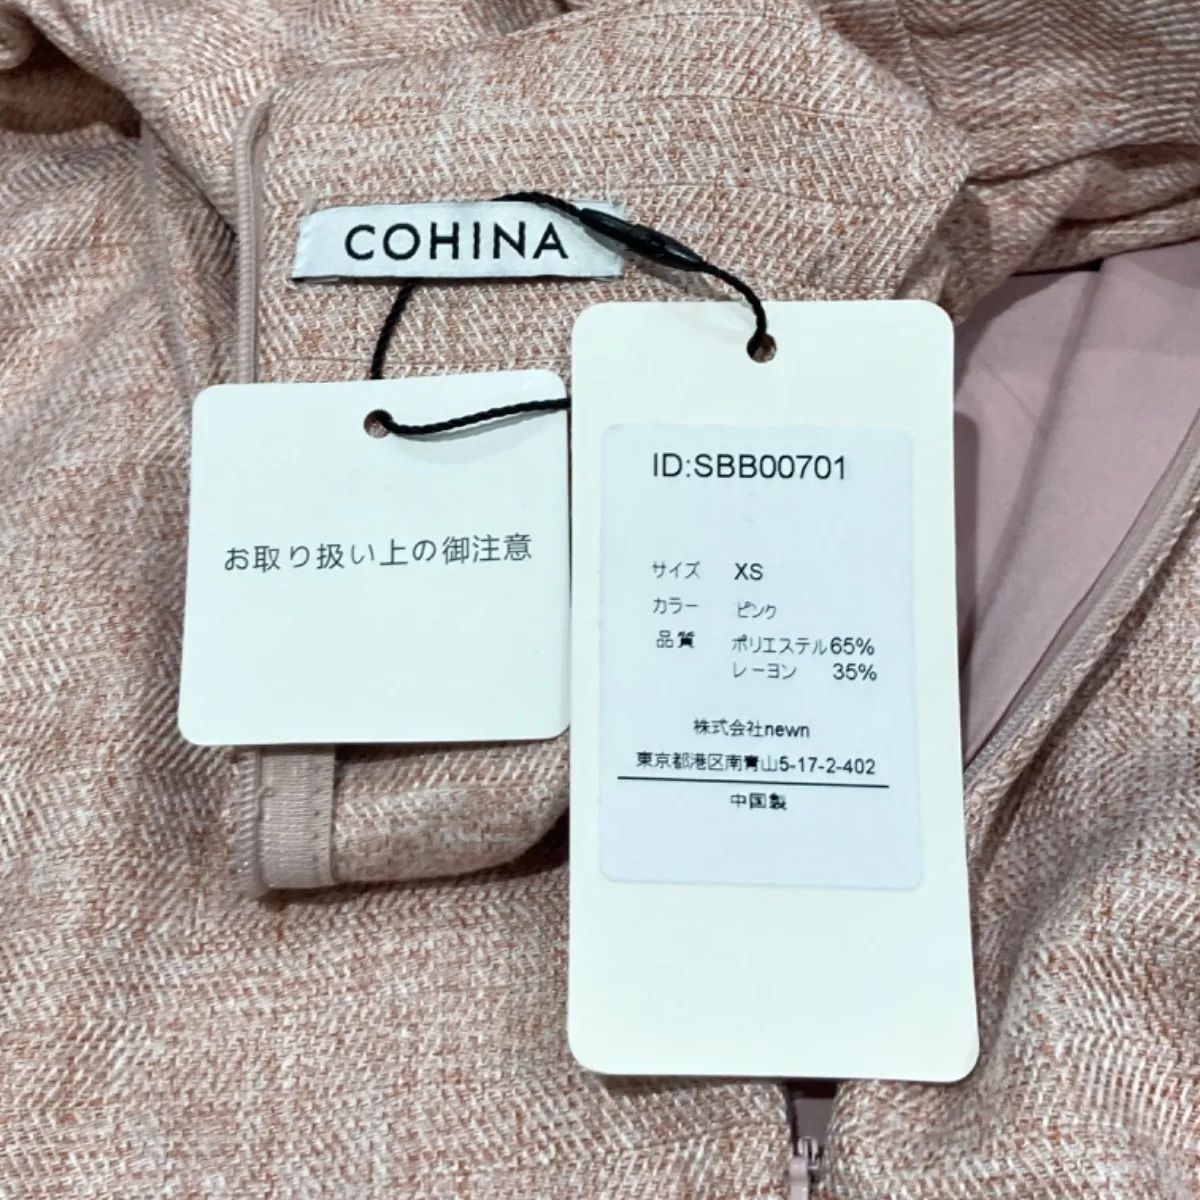 COHINA
お取り扱い上の御注意
ID:SBB00701
サイズ XS
カラー ピンク
品質 ポリエステル65%
レーヨン 35%
株式会社newn
東京都港区南青山5-17-2-402
中国製